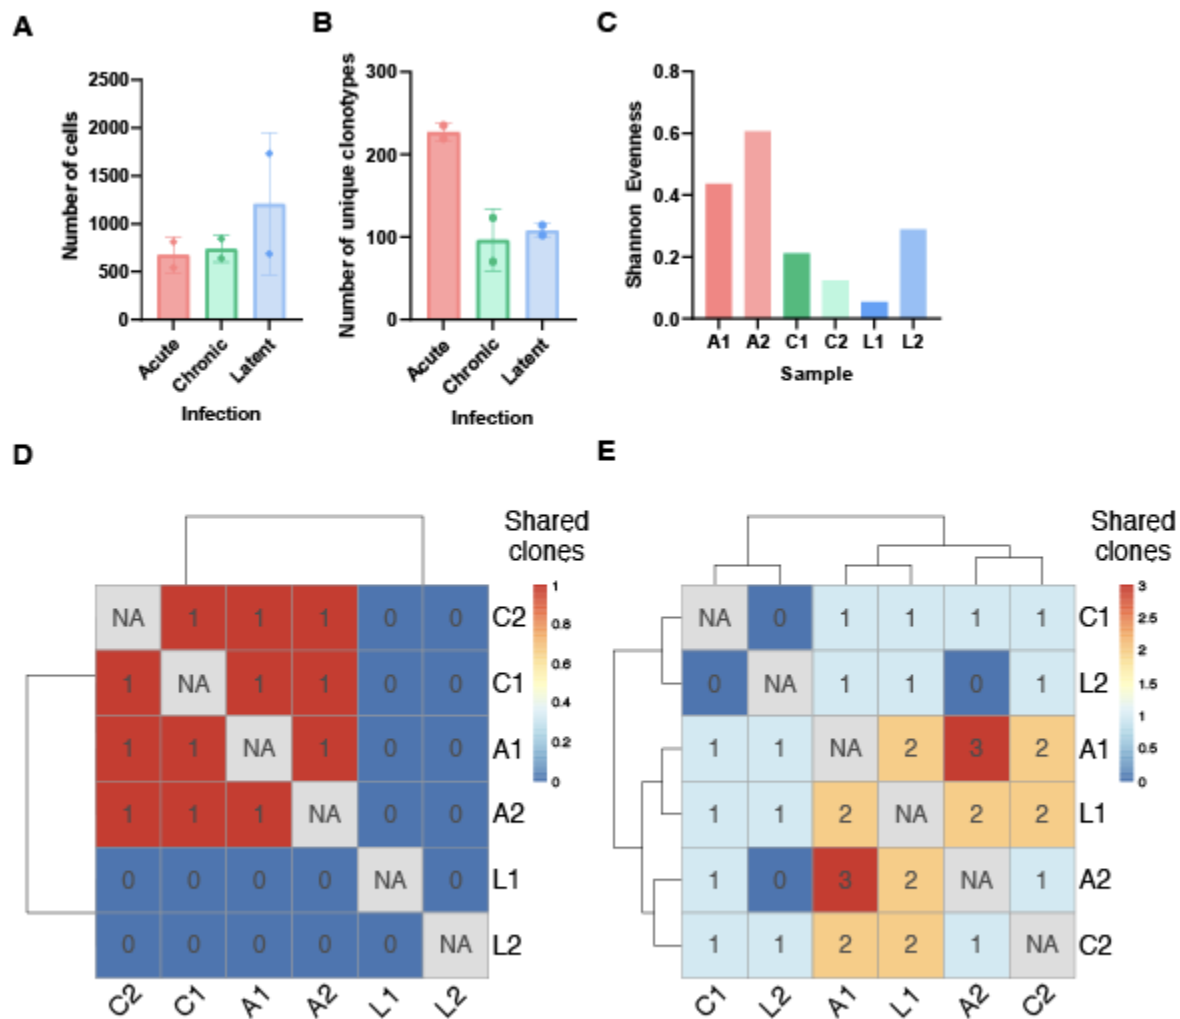 A
B
C
Number of cells
2500
2000
1500
1000
500
0
Acute
Chronic
Latent
Infection
Number of unique clonotypes
300
200
100
0
Acute
Chronic
Latent
Infection
Shannon Evenness
0.8
0.6
0.4
0.2
0.0
A1 A2 C1 C2 L1 L2
Sample
D
Shared
clones
1
0.8
0.6
0.4
0.2
0
NA 1 1 1 0 0 C2
1 NA 1 1 0 0 C1
1 1 NA 1 0 0 A1
1 1 1 NA 0 0 A2
0 0 0 0 NA 0 L1
0 0 0 0 0 NA L2
C2 C1 A1 A2 L1 L2
E
Shared
clones
3
2.5
2
1.5
1
0.5
0
NA 0 1 1 1 1 C1
0 NA 1 1 0 1 L2
1 1 NA 2 3 2 A1
1 1 2 NA 2 2 L1
1 0 3 2 NA 1 A2
1 1 2 2 1 NA C2
C1 L2 A1 L1 A2 C2